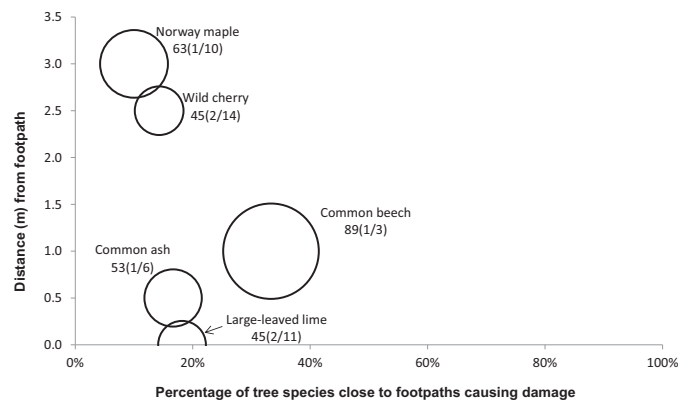 3.5
3.0
2.5
2.0
1.5
1.0
0.5
0.0
Distance (m) from footpath
Norway maple
63(1/10)
Wild cherry
45(2/14)
Common beech
89(1/3)
Common ash
53(1/6)
Large-leaved lime
45(2/11)
0% 20% 40% 60% 80% 100%
Percentage of tree species close to footpaths causing damage